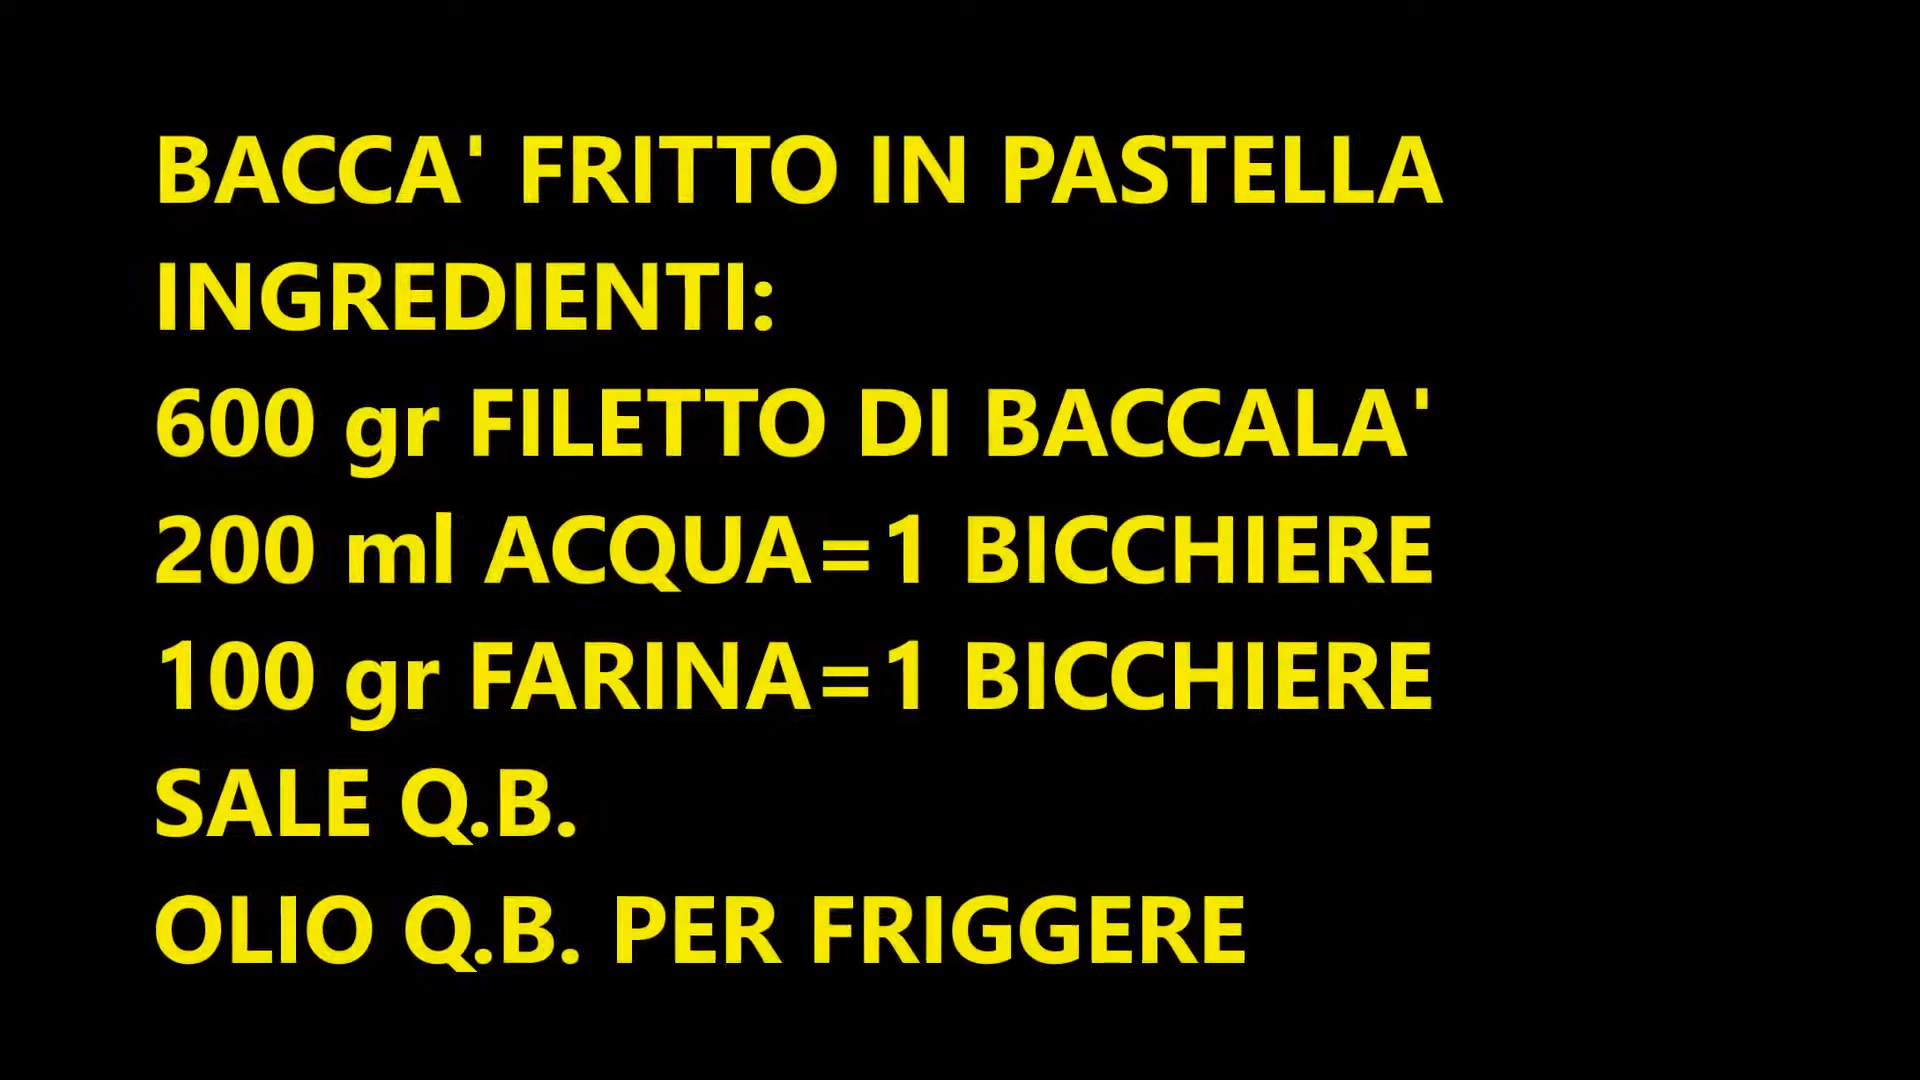 BACCA' FRITTO IN PASTELLA
INGREDIENTI:
600 gr FILETTO DI BACCALA'
200 ml ACQUA=1 BICCHIERE
100 gr FARINA=1 BICCHIERE
SALE Q.B.
OLIO Q.B. PER FRIGGERE